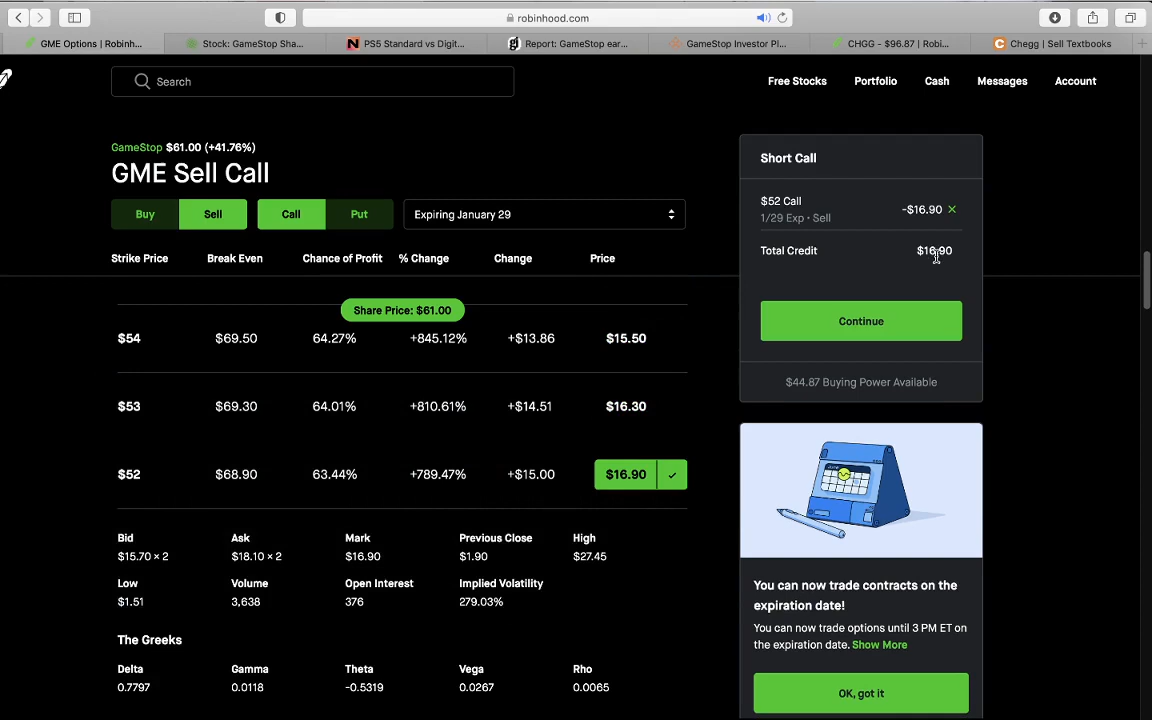 robinhood.com
GME Options | Robinh...
Stock: GameStop Sha...
PS5 Standard vs Digit...
Report: GameStop ear...
GameStop Investor Pl...
CHGG - $96.87 | Robi...
Chegg | Sell Textbooks
Search
Free Stocks
Portfolio
Cash
Messages
Account
GameStop $61.00 (+41.76%)
GME Sell Call
Buy
Sell
Call
Put
Expiring January 29
Strike Price
Break Even
Chance of Profit
% Change
Change
Price
Share Price: $61.00
$54 $69.50 64.27% +845.12% +$13.86 $15.50
$53 $69.30 64.01% +810.61% +$14.51 $16.30
$52 $68.90 63.44% +789.47% +$15.00 $16.90
Bid Ask Mark Previous Close High
$15.70 × 2 $18.10 × 2 $16.90 $1.90 $27.45
Low Volume Open Interest Implied Volatility
$1.51 3,638 376 279.03%
The Greeks
Delta Gamma Theta Vega Rho
0.7797 0.0118 -0.5319 0.0267 0.0065
Short Call
$52 Call
1/29 Exp • Sell
-$16.90
Total Credit $16.90
Continue
$44.87 Buying Power Available
You can now trade contracts on the
expiration date!
You can now trade options until 3 PM ET on
the expiration date. Show More
OK, got it